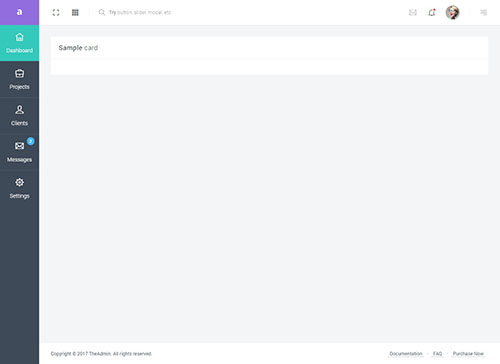 a
Try button, slider, modal, etc
Dashboard
Projects
Clients
Messages
Settings
Sample card
Copyright © 2017 TheAdmin. All rights reserved.
Documentation
FAQ
Purchase Now